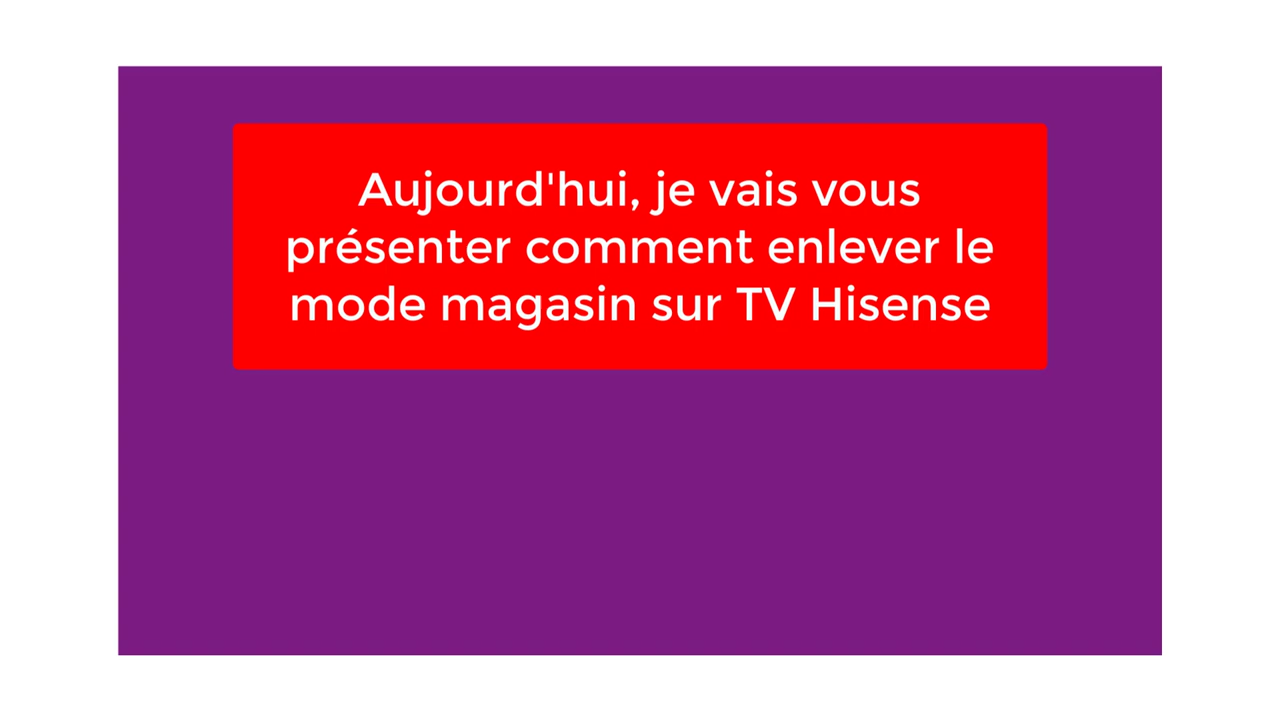 Aujourd'hui, je vais vous
présenter comment enlever le
mode magasin sur TV Hisense